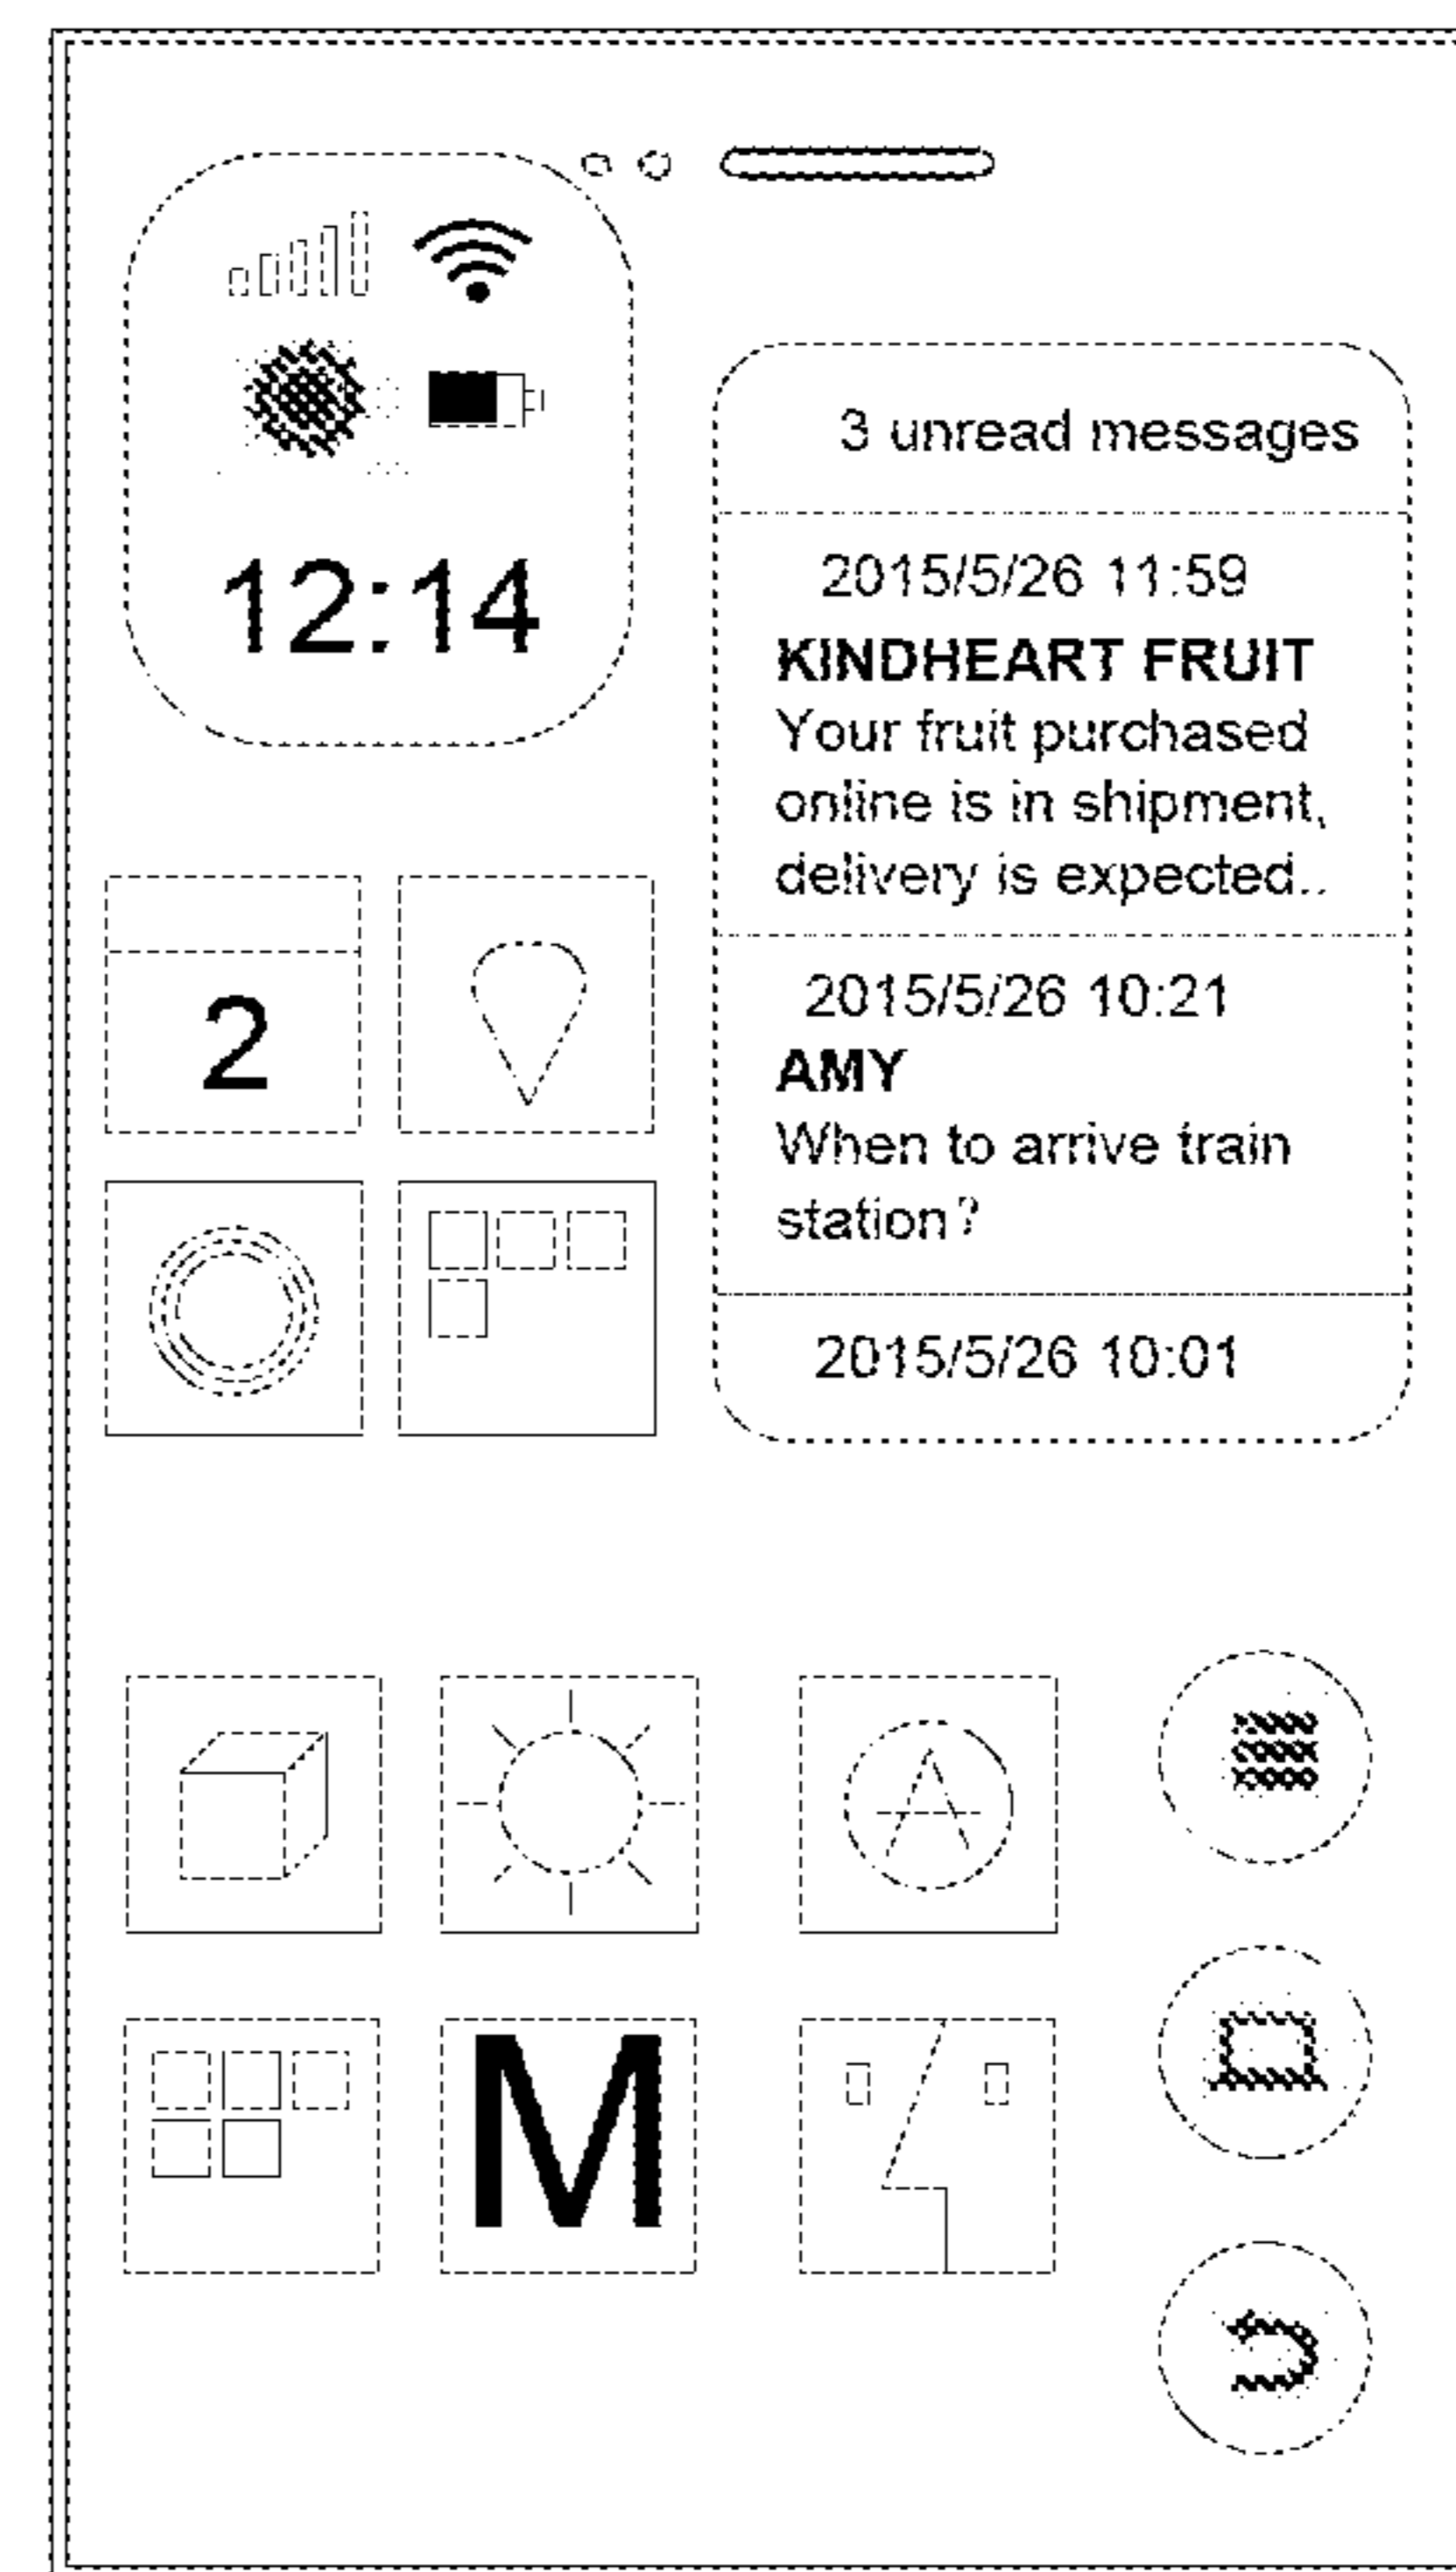 12:14
3 unread messages
2015/5/26 11:59
KINDHEART FRUIT
Your fruit purchased
online is in shipment,
delivery is expected..
2015/5/26 10:21
AMY
When to arrive train
station?
2015/5/26 10:01
2
A
M